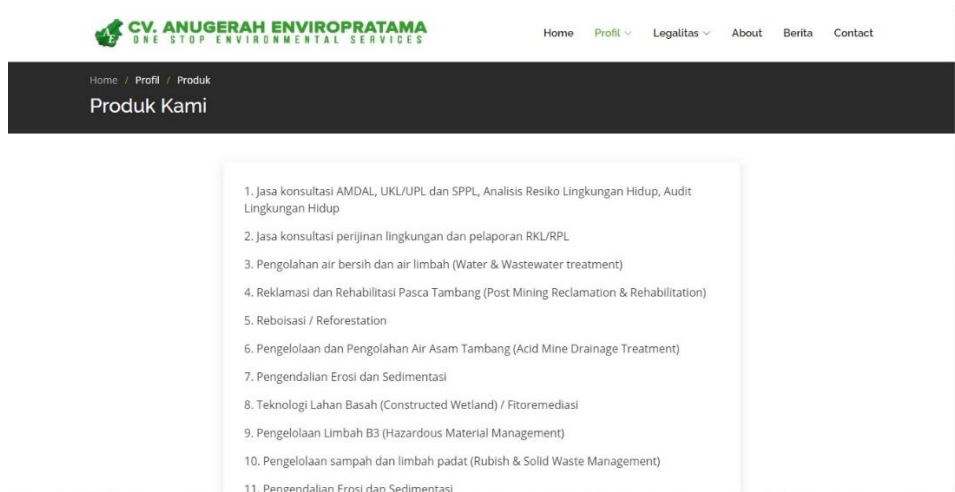 AE
CV. ANUGERAH ENVIROPRATAMA
ONE STOP ENVIRONMENTAL SERVICES
Home Profil Legalitas About Berita Contact
Home / Profil / Produk
Produk Kami
1. Jasa konsultasi AMDAL, UKL/UPL dan SPPL, Analisis Resiko Lingkungan Hidup, Audit
Lingkungan Hidup
2. Jasa konsultasi perijinan lingkungan dan pelaporan RKL/RPL
3. Pengolahan air bersih dan air limbah (Water & Wastewater treatment)
4. Reklamasi dan Rehabilitasi Pasca Tambang (Post Mining Reclamation & Rehabilitation)
5. Reboisasi / Reforestation
6. Pengelolaan dan Pengolahan Air Asam Tambang (Acid Mine Drainage Treatment)
7. Pengendalian Erosi dan Sedimentasi
8. Teknologi Lahan Basah (Constructed Wetland) / Fitoremediasi
9. Pengelolaan Limbah B3 (Hazardous Material Management)
10. Pengelolaan sampah dan limbah padat (Rubish & Solid Waste Management)
11. Pengendalian Erosi dan Sedimentasi